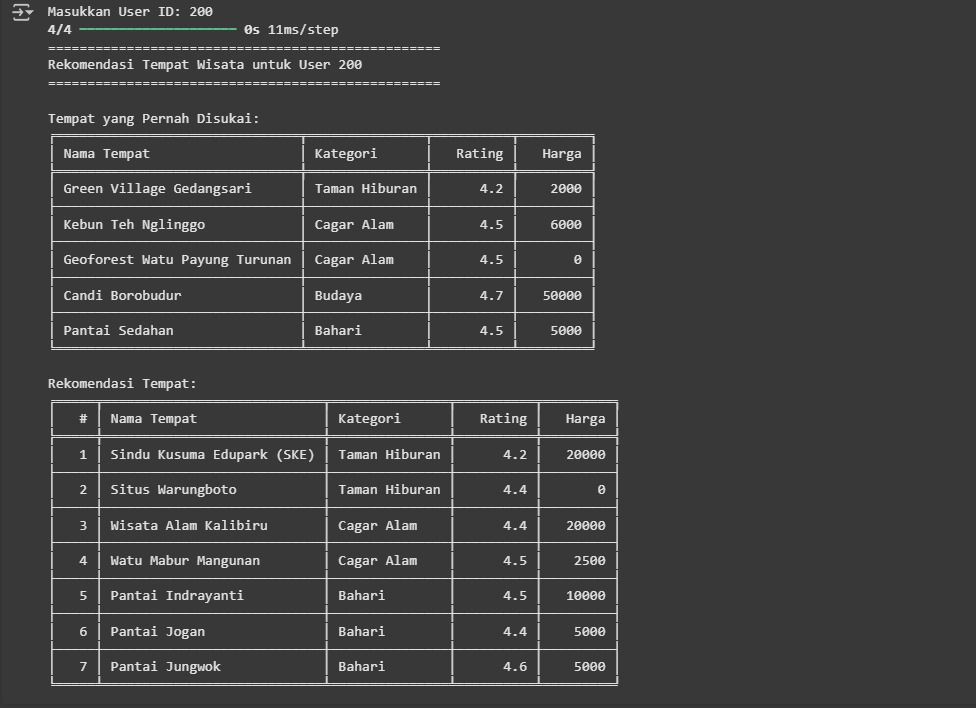 Masukkan User ID: 200
4/4 ━━━━━━━━━━━━━━━━━━━━ 0s 11ms/step
==================================================
Rekomendasi Tempat Wisata untuk User 200
==================================================
Tempat yang Pernah Disukai:
Nama Tempat Kategori Rating Harga
Green Village Gedangsari Taman Hiburan 4.2 2000
Kebun Teh Nglinggo Cagar Alam 4.5 6000
Geoforest Watu Payung Turunan Cagar Alam 4.5 0
Candi Borobudur Budaya 4.7 50000
Pantai Sedahan Bahari 4.5 5000
Rekomendasi Tempat:
# Nama Tempat Kategori Rating Harga
1 Sindu Kusuma Edupark (SKE) Taman Hiburan 4.2 20000
2 Situs Warungboto Taman Hiburan 4.4 0
3 Wisata Alam Kalibiru Cagar Alam 4.4 20000
4 Watu Mabur Mangunan Cagar Alam 4.5 2500
5 Pantai Indrayanti Bahari 4.5 10000
6 Pantai Jogan Bahari 4.4 5000
7 Pantai Jungwok Bahari 4.6 5000